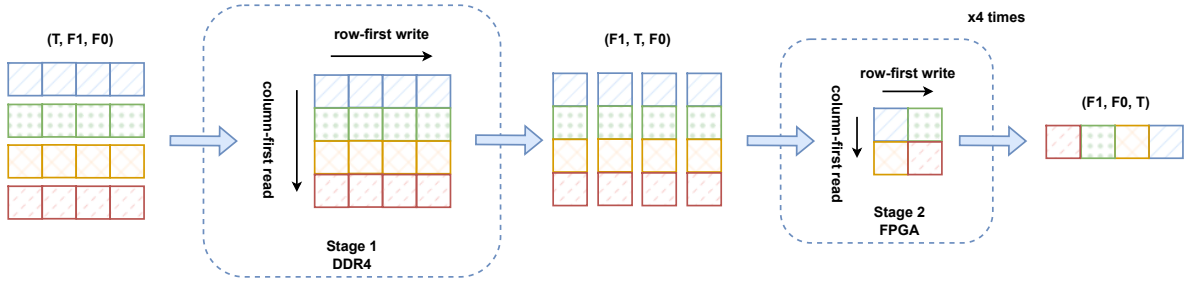 (T, F1, F0)
row-first write
column-first read
Stage 1
DDR4
(F1, T, F0)
x4 times
row-first write
column-first read
Stage 2
FPGA
(F1, F0, T)